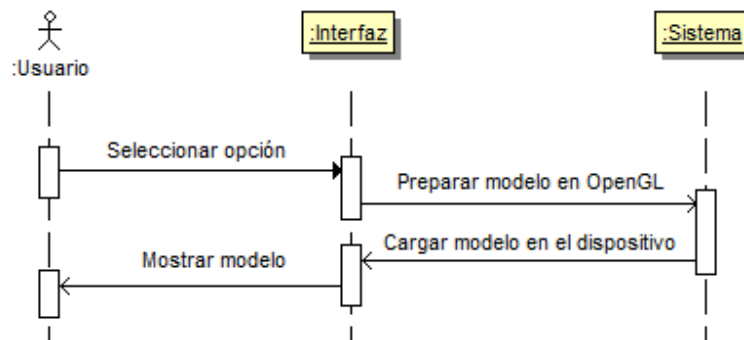 :Usuario
:Interfaz
:Sistema
Seleccionar opción
Preparar modelo en OpenGL
Cargar modelo en el dispositivo
Mostrar modelo